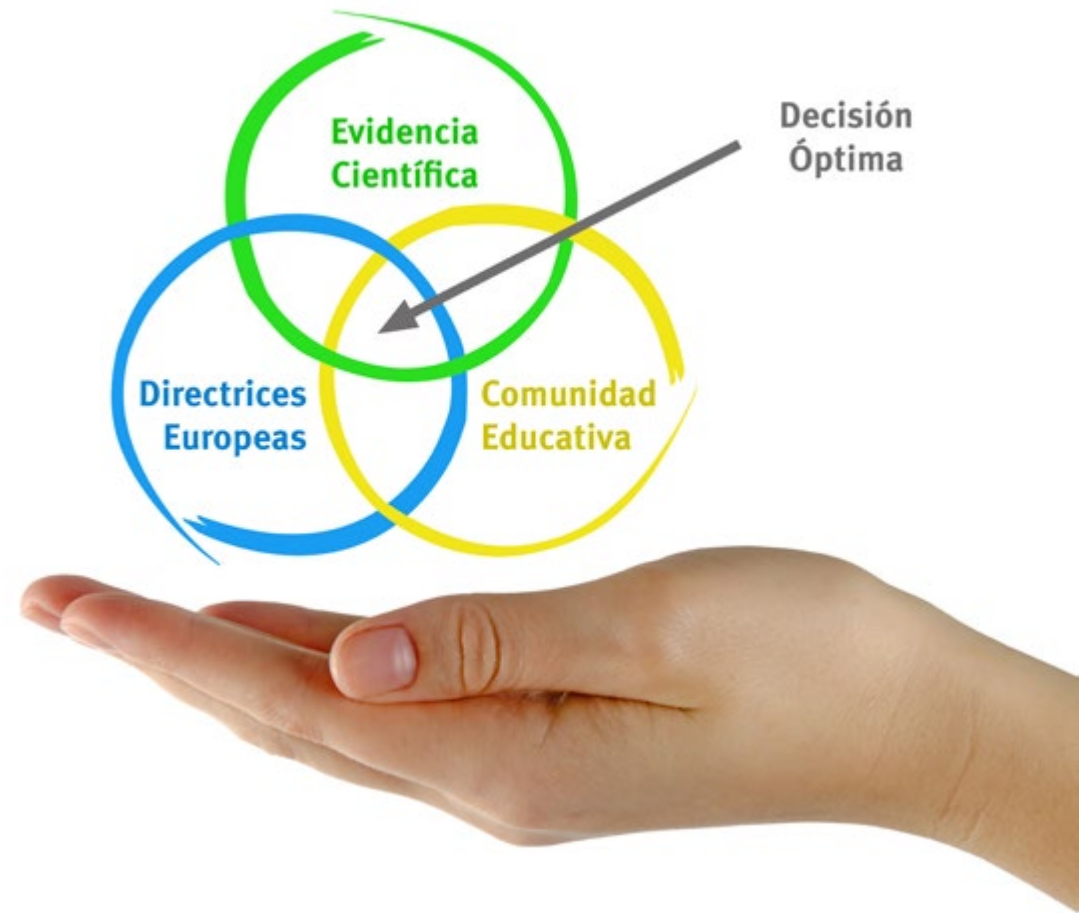 Evidencia
Científica
Decisión
Óptima
Directrices
Europeas
Comunidad
Educativa